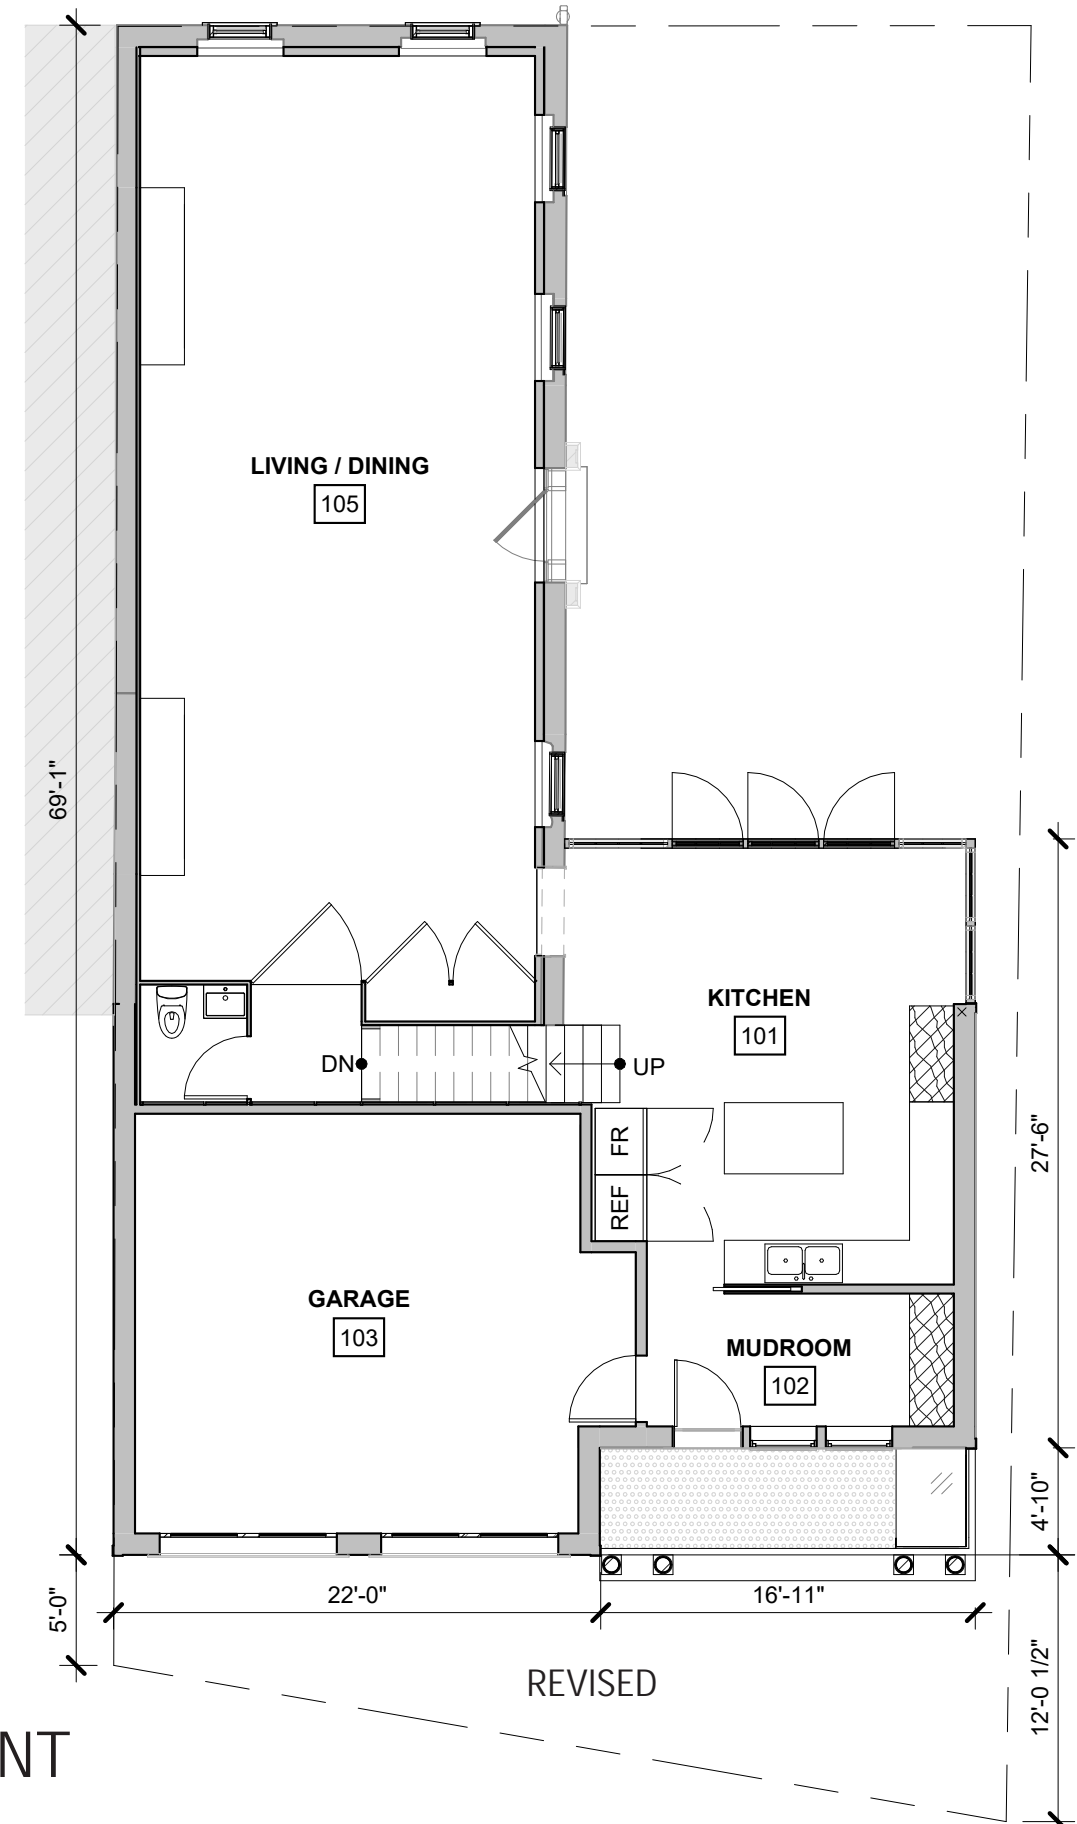 LIVING / DINING
105
69'-1"
KITCHEN
101
DN
UP
FR
REF
27'-6"
GARAGE
103
MUDROOM
102
4'-10"
22'-0"
16'-11"
5'-0"
12'-0 1/2"
REVISED
NT